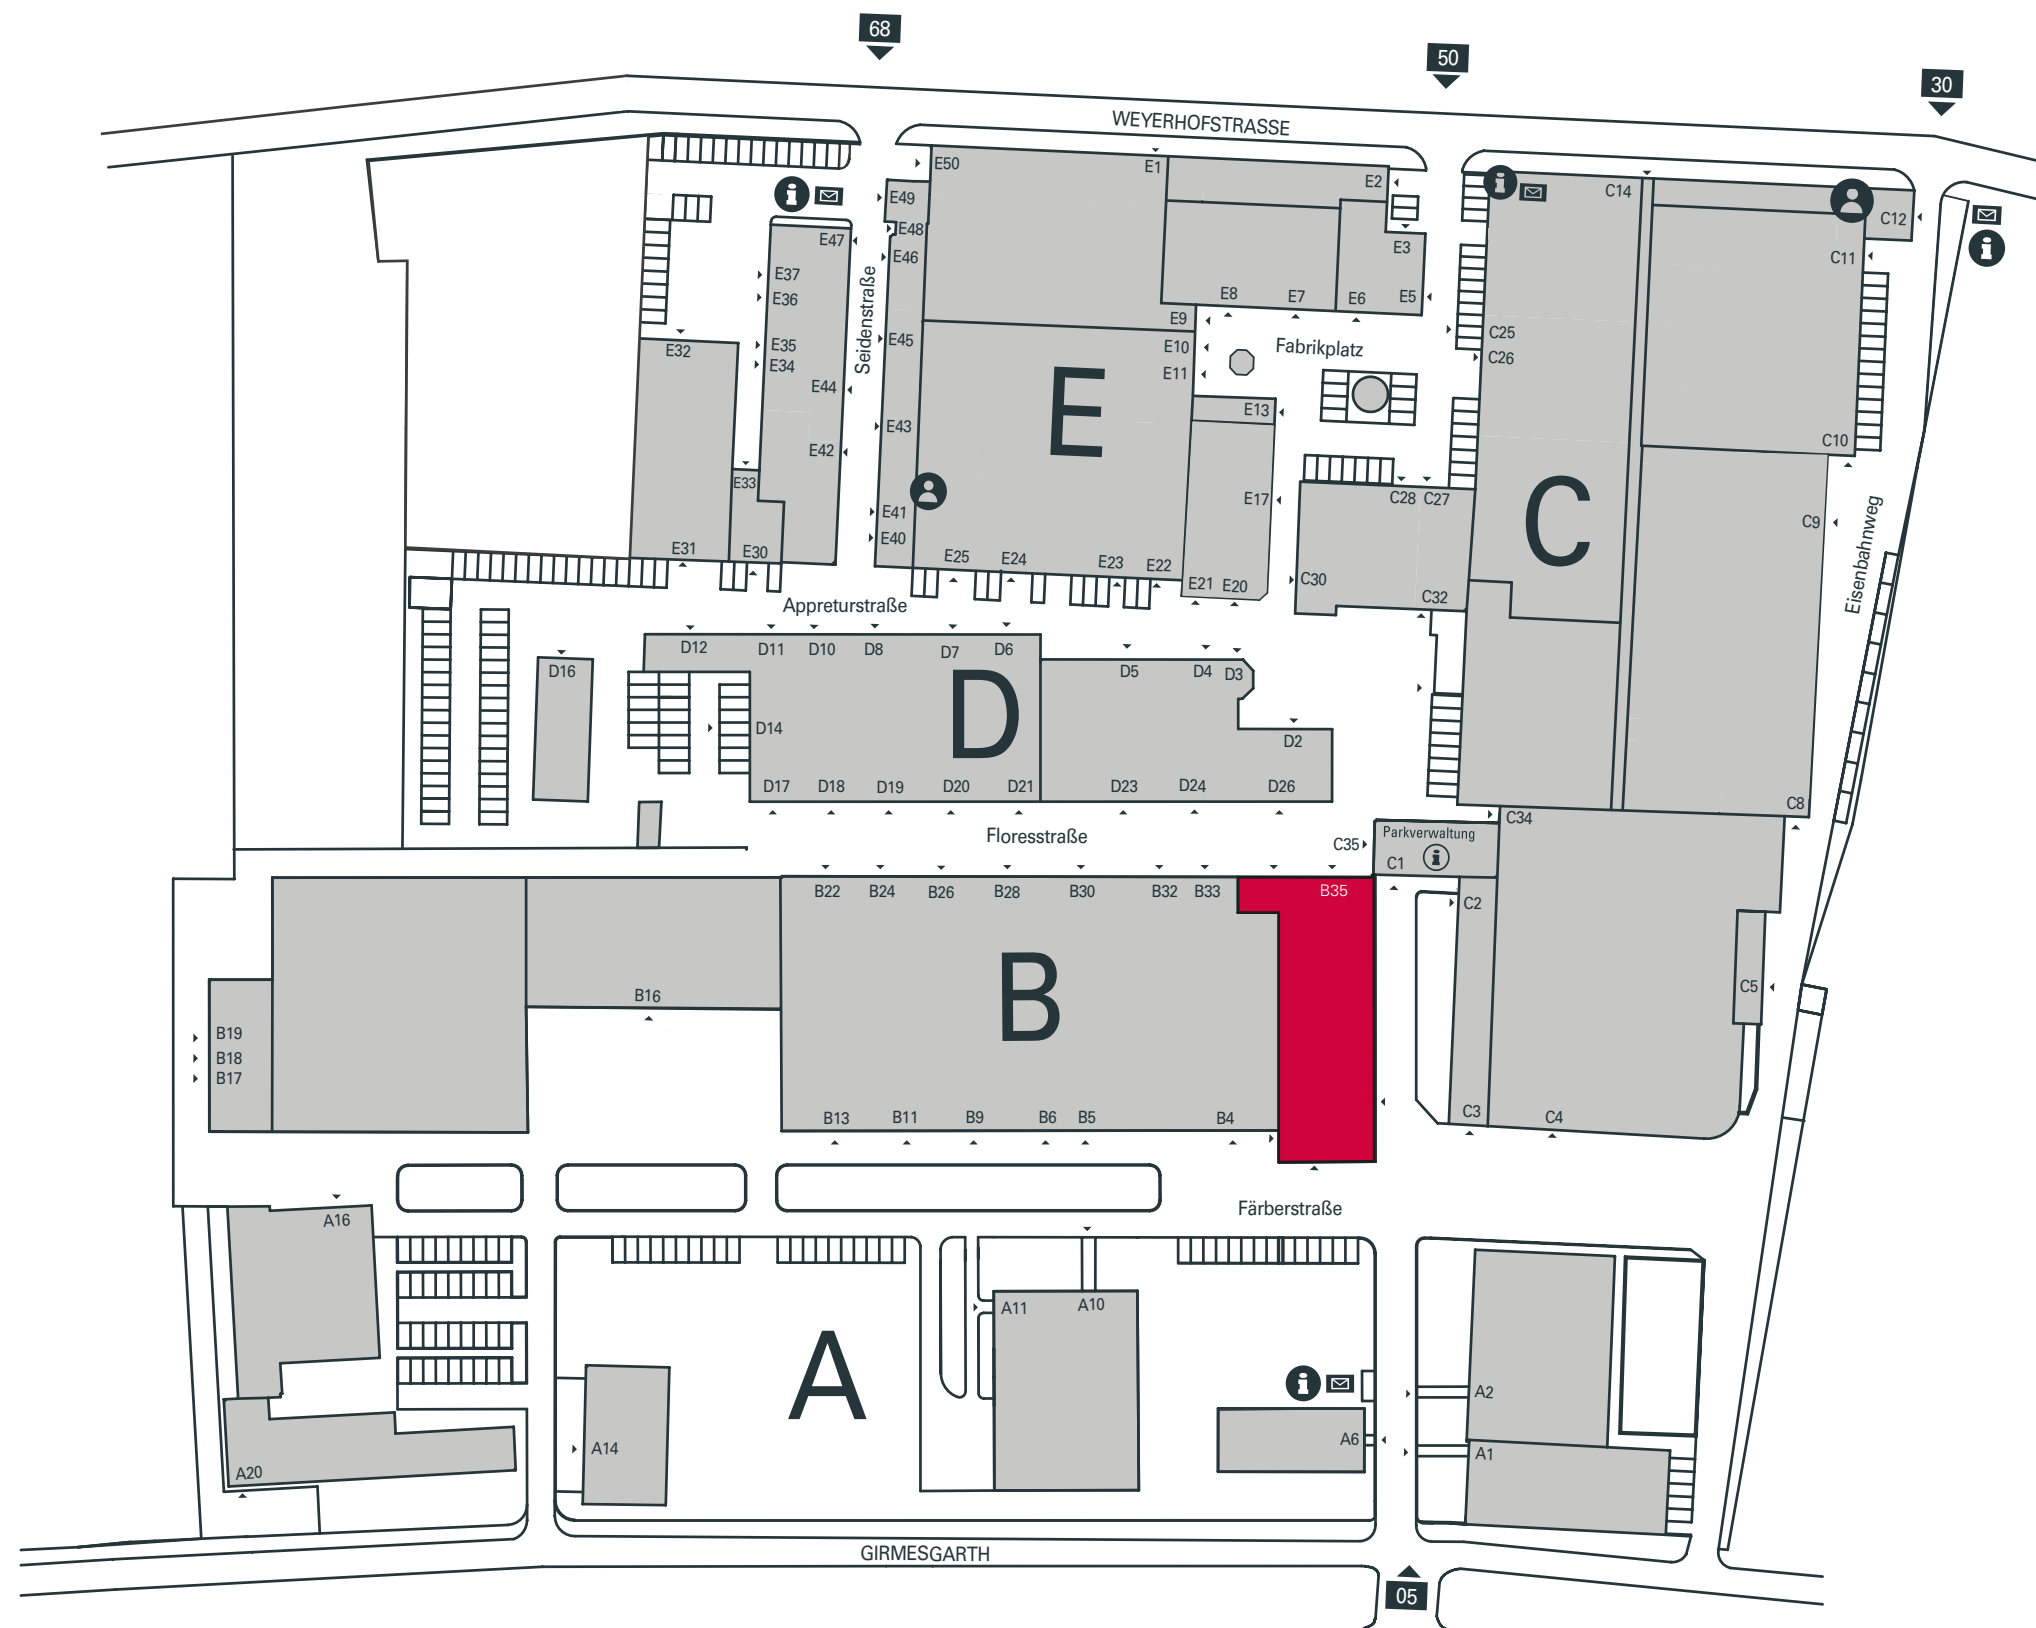 68
50
30
WEYERHOFSTRASSE
E50
E1
E2
C14
E49
E48
C12
E47
E46
E3
C11
E37
E36
Seidenstraße
E8
E7
E6
E5
E9
E45
C25
E32
E35
E10
Fabrikplatz
C26
E34
E11
E44
E
E13
E43
C10
E42
E33
E17
C28
C27
C
E41
C9
E40
Eisenbahnweg
E31
E30
E25
E24
E23
E22
E21
E20
C30
C32
Appreturstraße
D12
D11
D10
D8
D7
D6
D16
D5
D4
D3
D
D14
D2
D17
D18
D19
D20
D21
D23
D24
D26
C8
C34
Floresstraße
Parkverwaltung
C35
C1
B22
B24
B26
B28
B30
B32
B33
B35
C2
B
C5
B16
B19
B18
B17
B13
B11
B9
B6
B5
B4
C3
C4
Färberstraße
A16
A11
A10
A
A2
A6
A14
A1
A20
GIRMESGARTH
05